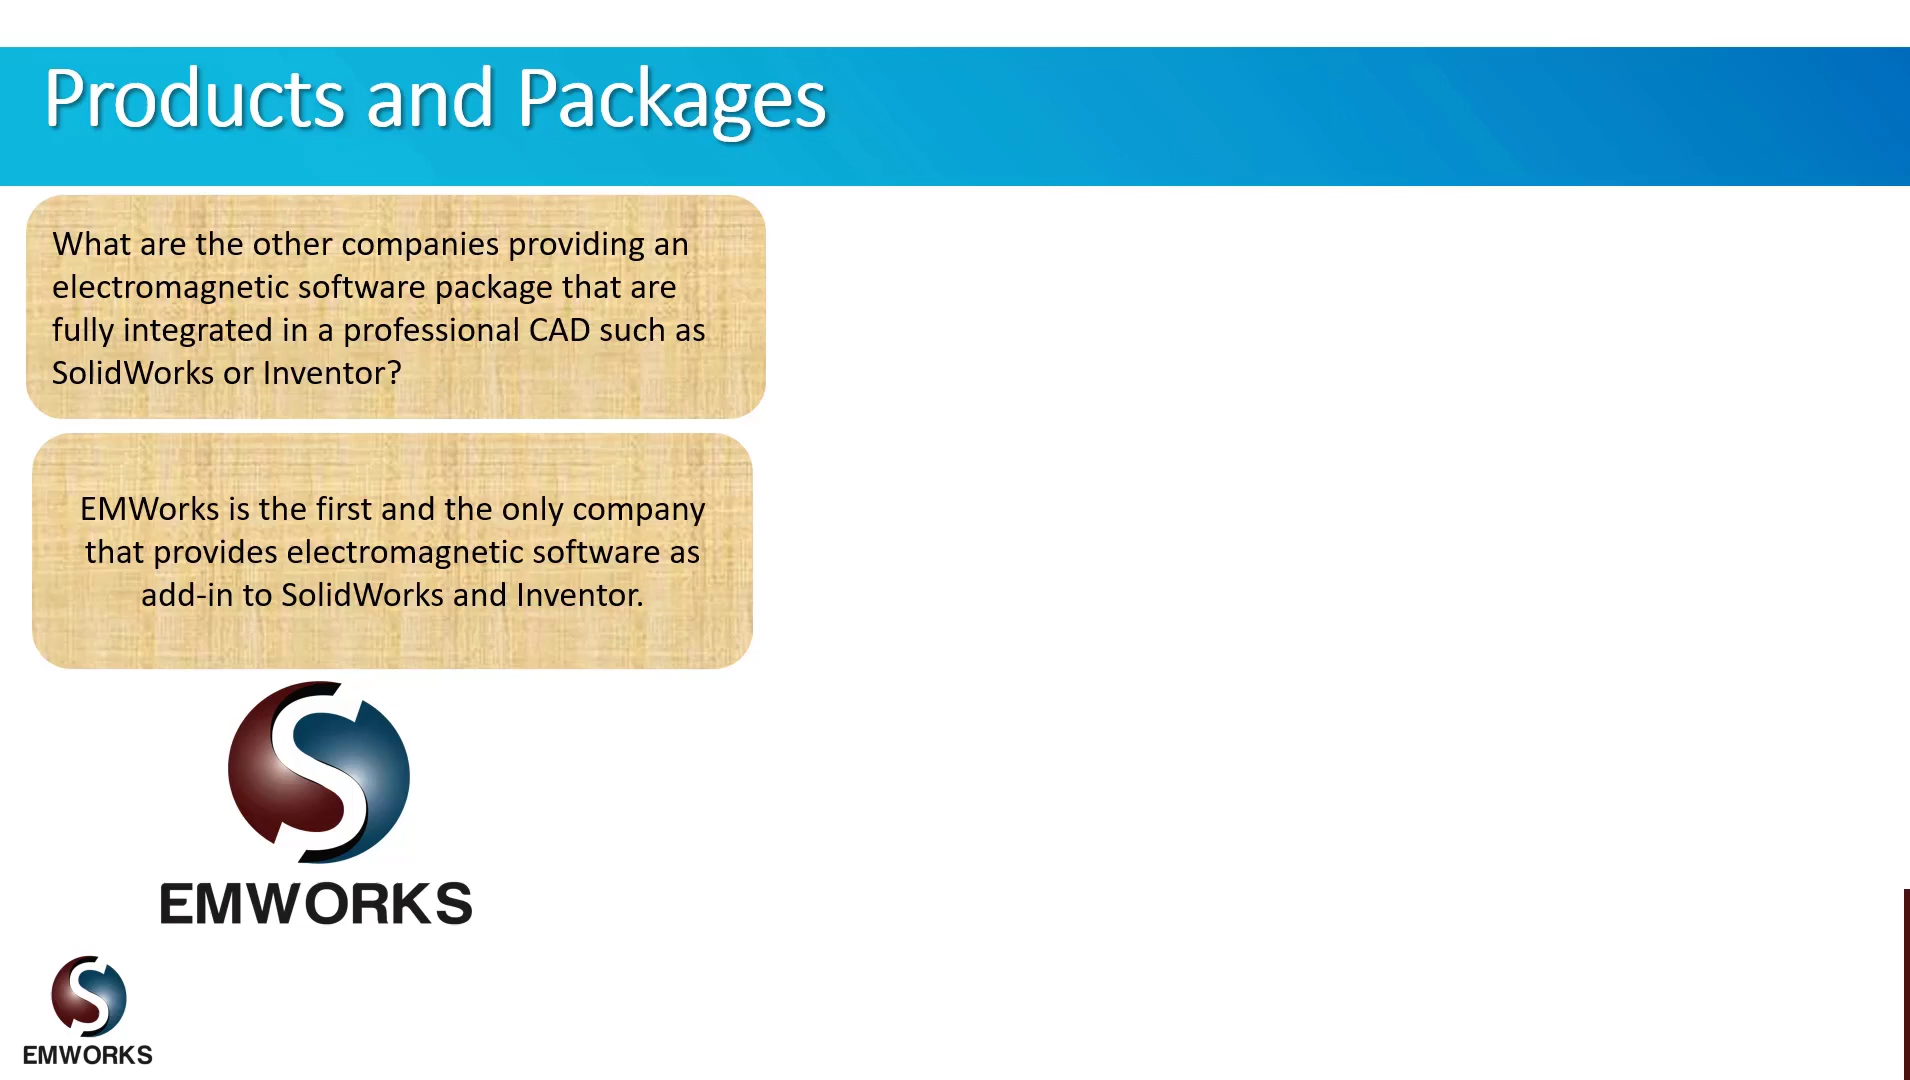 Products and Packages
What are the other companies providing an
electromagnetic software package that are
fully integrated in a professional CAD such as
SolidWorks or Inventor?
EMWorks is the first and the only company
that provides electromagnetic software as
add-in to SolidWorks and Inventor.
EMWORKS
EMWORKS